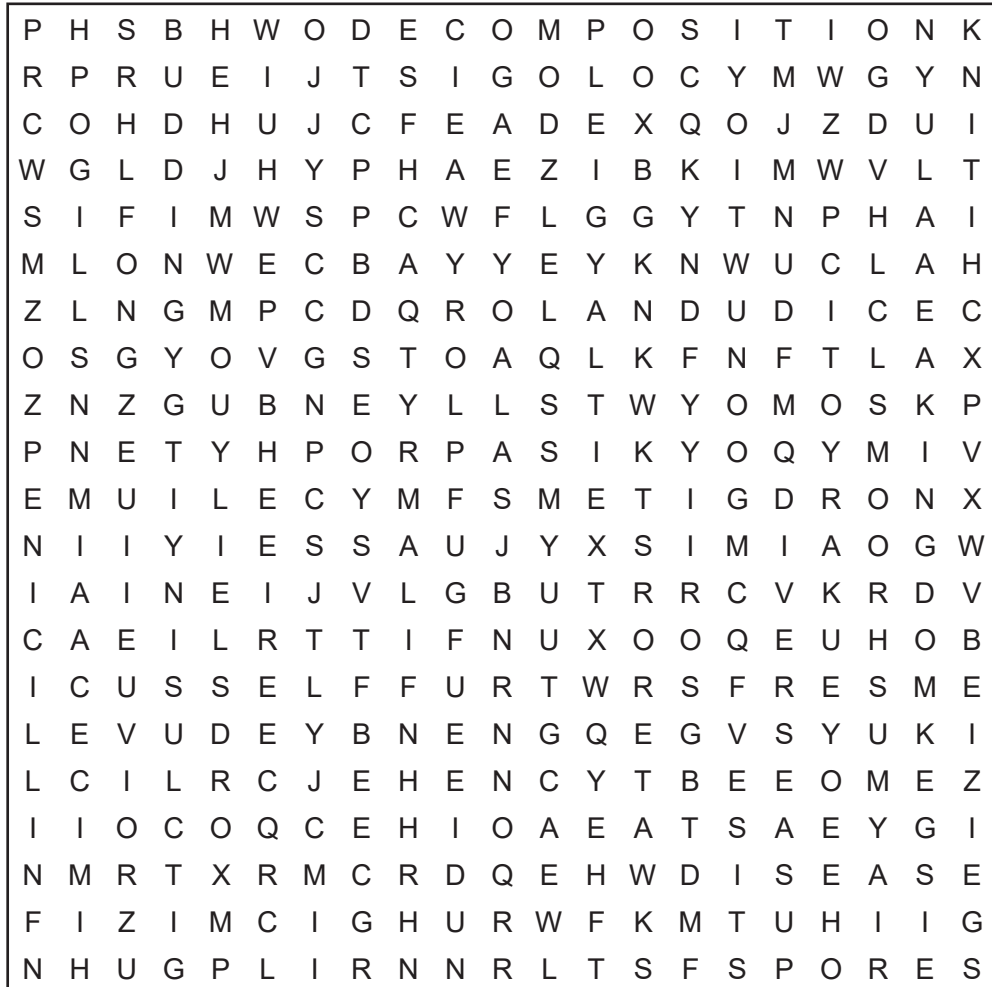 P H S B H W O D E C O M P O S I T I O N K
R P R U E I J T S I G O L O C Y M W G Y N
C O H D H U J C F E A D E X Q O J Z D U I
W G L D J H Y P H A E Z I B K I M W V L T
S I F I M W S P C W F L G G Y T N P H A I
M L O N W E C B A Y Y E Y K N W U C L A H
Z L N G M P C D Q R O L A N D U D I C E C
O S G Y O V G S T O A Q L K F N F T L A X
Z N Z G U B N E Y L L S T W Y O M O S K P
P N E T Y H P O R P A S I K Y O Q Y M I V
E M U I L E C Y M F S M E T I G D R O N X
N I I Y I E S S A U J Y X S I M I A O G W
I A I N E I J V L G B U T R R C V K R D V
C A E I L R T T I F N U X O O Q E U H O B
I C U S S E L F F U R T W R S F R E S M E
L E V U D E Y B N E N G Q E G V S Y U K I
L C I L R C J E H E N C Y T B E E O M E Z
I I O C O Q C E H I O A E A T S A E Y G I
N M R T X R M C R D Q E H W D I S E A S E
F I Z I M C I G H U R W F K M T U H I I G
N H U G P L I R N N R L T S F S P O R E S